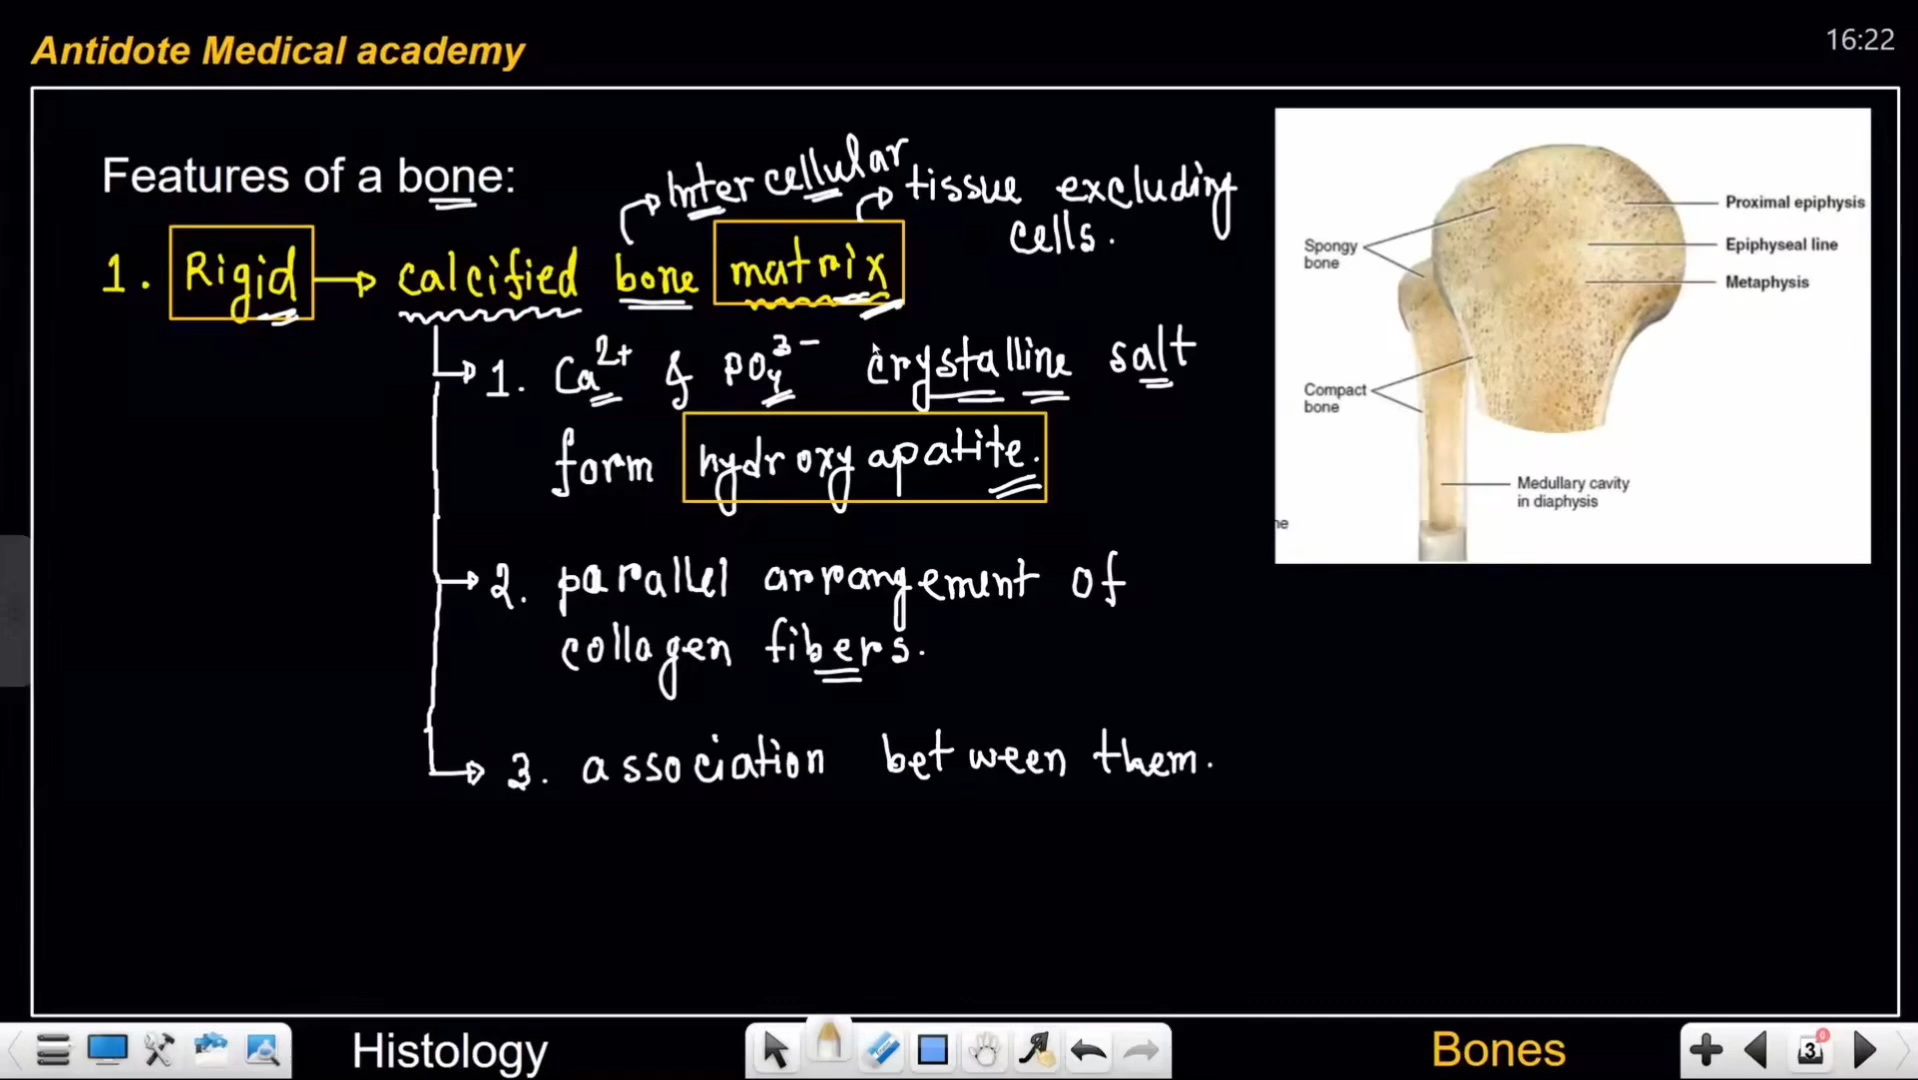 Antidote Medical academy
16:22
Features of a bone:
Intercellular
tissue excluding
cells.
1. Rigid → calcified bone matrix
1. Ca²⁺ & PO₄³⁻ crystalline salt
form hydroxyapatite.
2. parallel arrangement of
collagen fibers.
3. association between them.
Proximal epiphysis
Spongy
bone
Epiphyseal line
Metaphysis
Compact
bone
Medullary cavity
in diaphysis
ne
Histology
Bones
3
6